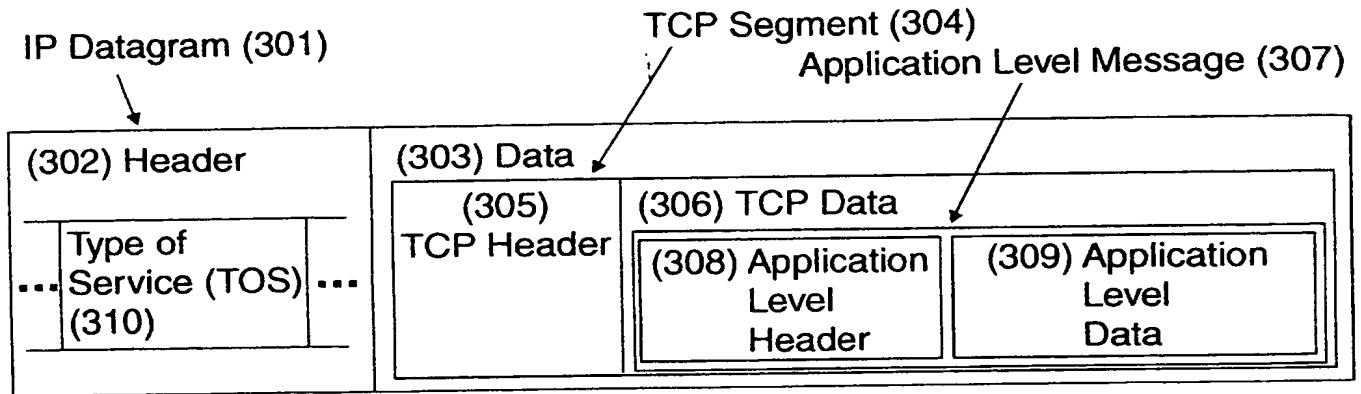 TCP Segment (304)
IP Datagram (301)
Application Level Message (307)
(302) Header
(303) Data
(305)
TCP Header
(306) TCP Data
Type of
Service (TOS)
(310)
... ...
(308) Application
Level
Header
(309) Application
Level
Data